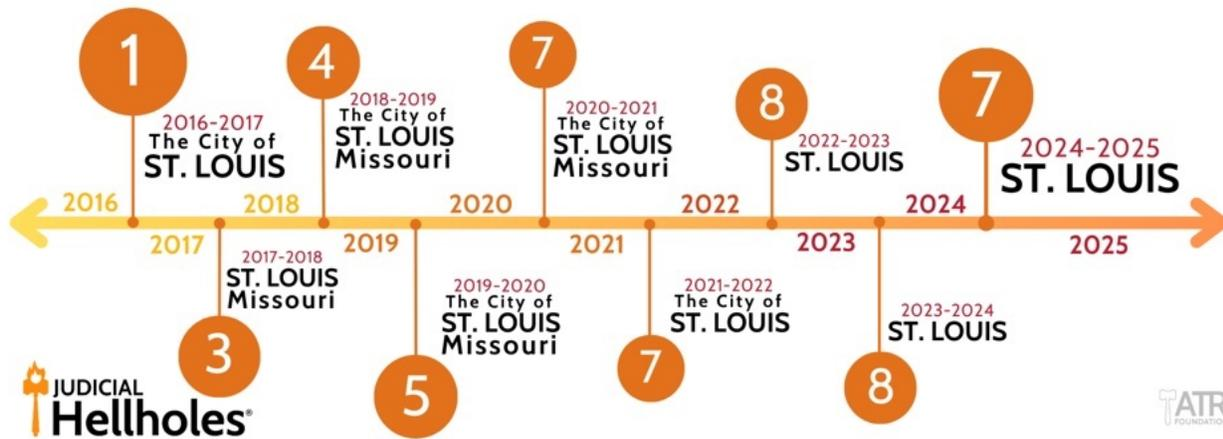 1
2016-2017
The City of
ST. LOUIS
4
2018-2019
The City of
ST. LOUIS
Missouri
7
2020-2021
The City of
ST. LOUIS
Missouri
8
2022-2023
ST. LOUIS
7
2024-2025
ST. LOUIS
2016
2018
2020
2022
2024
2017
2019
2021
2023
2025
2017-2018
ST. LOUIS
Missouri
3
2019-2020
The City of
ST. LOUIS
Missouri
5
2021-2022
The City of
ST. LOUIS
7
2023-2024
ST. LOUIS
8
JUDICIAL
Hellholes®
ATR
FOUNDATION